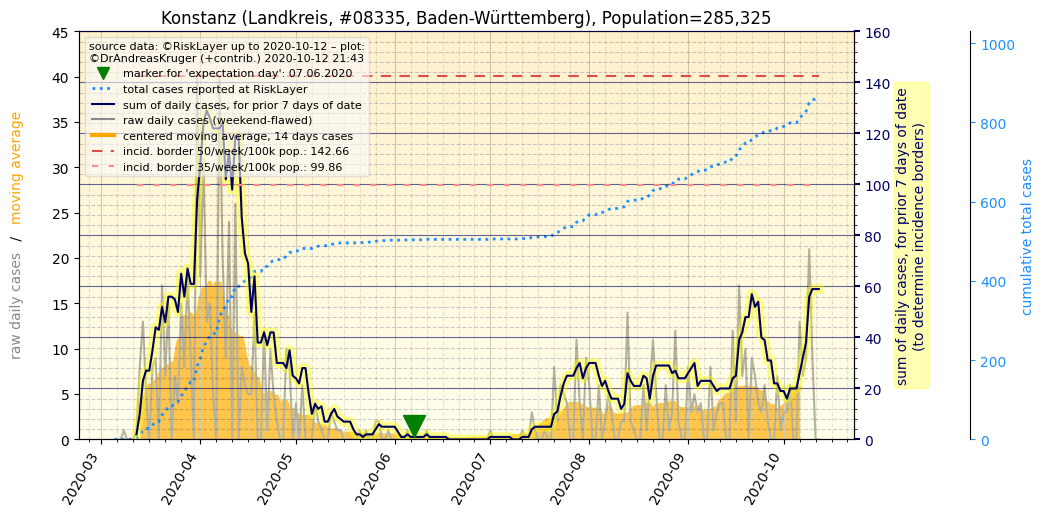 Konstanz (Landkreis, #08335, Baden-Württemberg), Population=285,325
source data: ©RiskLayer up to 2020-10-12 – plot:
©DrAndreasKruger (+contrib.) 2020-10-12 21:43
marker for 'expectation day': 07.06.2020
total cases reported at RiskLayer
sum of daily cases, for prior 7 days of date
raw daily cases (weekend-flawed)
centered moving average, 14 days cases
incid. border 50/week/100k pop.: 142.66
incid. border 35/week/100k pop.: 99.86
raw daily cases / moving average
45
40
35
30
25
20
15
10
5
0
2020-03
2020-04
2020-05
2020-06
2020-07
2020-08
2020-09
2020-10
160
140
120
100
80
60
40
20
0
sum of daily cases, for prior 7 days of date
(to determine incidence borders)
1000
800
600
400
200
0
cumulative total cases